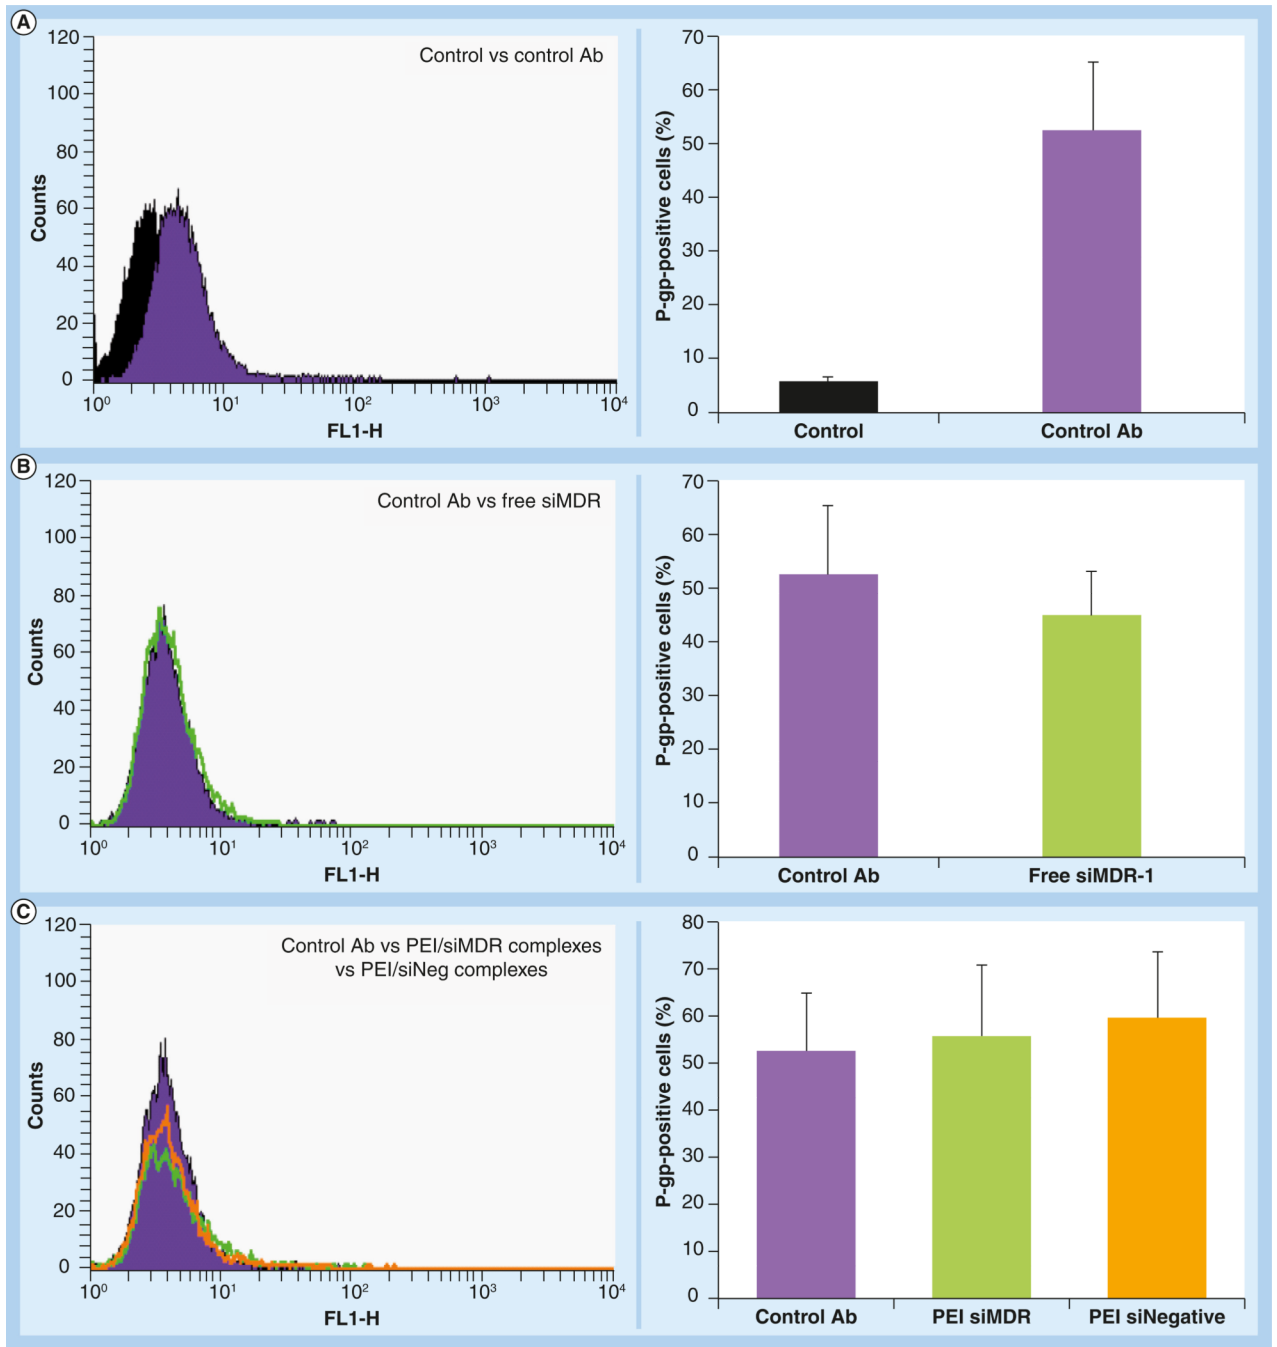 A
120
100
80
60
40
20
0
Counts
Control vs control Ab
10⁰ 10¹ 10² 10³ 10⁴
FL1-H
70
60
50
40
30
20
10
0
P-gp-positive cells (%)
Control Control Ab
B
120
100
80
60
40
20
0
Counts
Control Ab vs free siMDR
10⁰ 10¹ 10² 10³ 10⁴
FL1-H
70
60
50
40
30
20
10
0
P-gp-positive cells (%)
Control Ab Free siMDR-1
C
120
100
80
60
40
20
0
Counts
Control Ab vs PEI/siMDR complexes
vs PEI/siNeg complexes
10⁰ 10¹ 10² 10³ 10⁴
FL1-H
80
70
60
50
40
30
20
10
0
P-gp-positive cells (%)
Control Ab PEI siMDR PEI siNegative